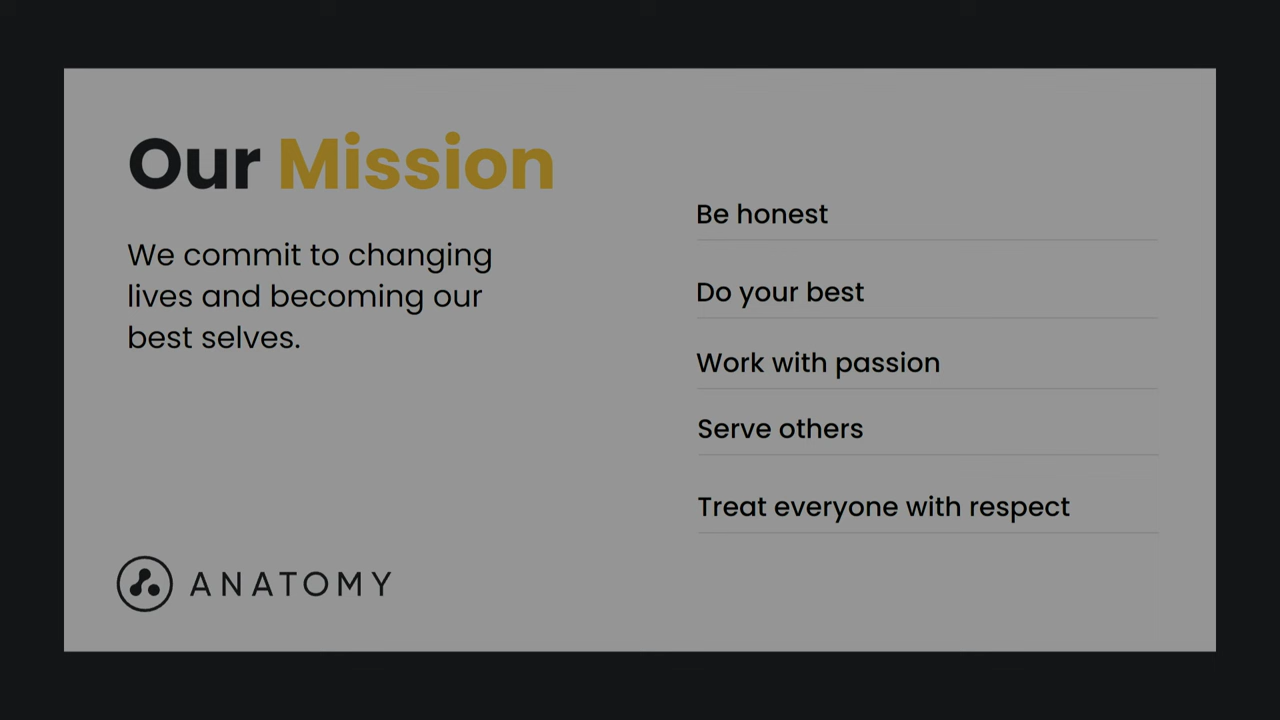 Our Mission
We commit to changing
lives and becoming our
best selves.
Be honest
Do your best
Work with passion
Serve others
Treat everyone with respect
ANATOMY